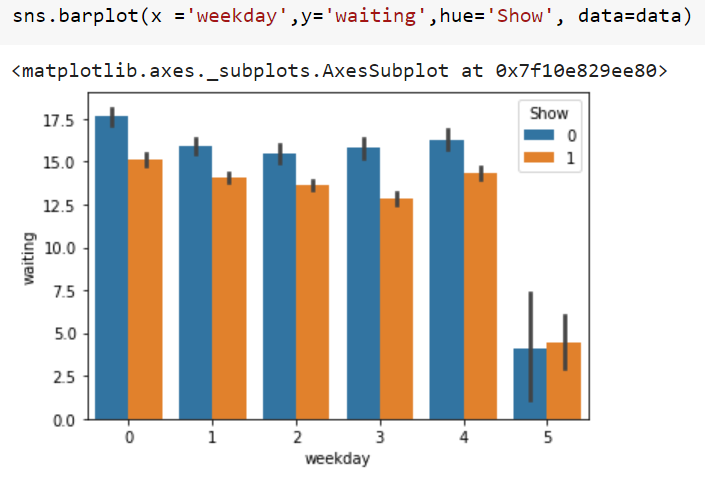 sns.barplot(x ='weekday',y='waiting',hue='Show', data=data)
<matplotlib.axes._subplots.AxesSubplot at 0x7f10e829ee80>
Show
0
1
17.5
15.0
12.5
10.0
7.5
5.0
2.5
0.0
waiting
0 1 2 3 4 5
weekday